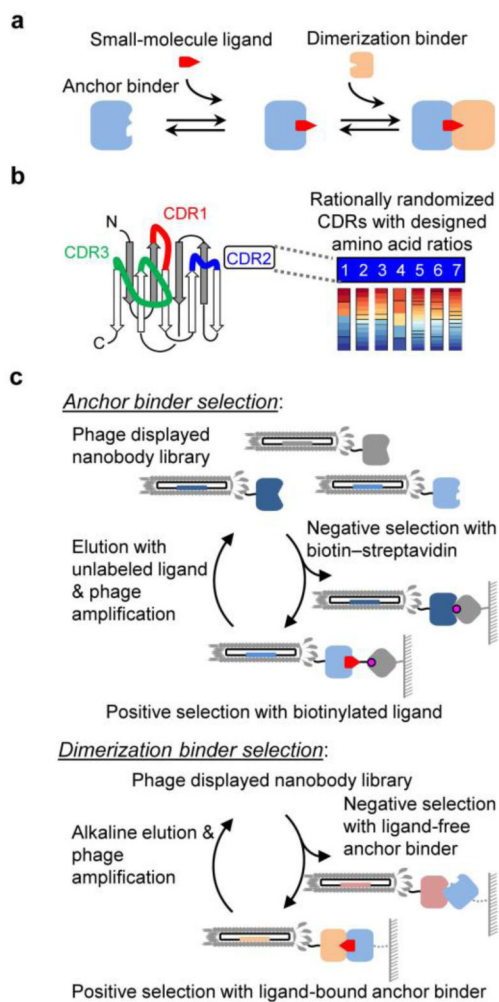 a
Small-molecule ligand
Dimerization binder
Anchor binder
b
N
CDR1
CDR3
CDR2
C
Rationally randomized
CDRs with designed
amino acid ratios
1 2 3 4 5 6 7
c
Anchor binder selection:
Phage displayed
nanobody library
Elution with
unlabeled ligand
& phage
amplification
Negative selection with
biotin–streptavidin
Positive selection with biotinylated ligand
Dimerization binder selection:
Phage displayed nanobody library
Alkaline elution &
phage
amplification
Negative selection
with ligand-free
anchor binder
Positive selection with ligand-bound anchor binder